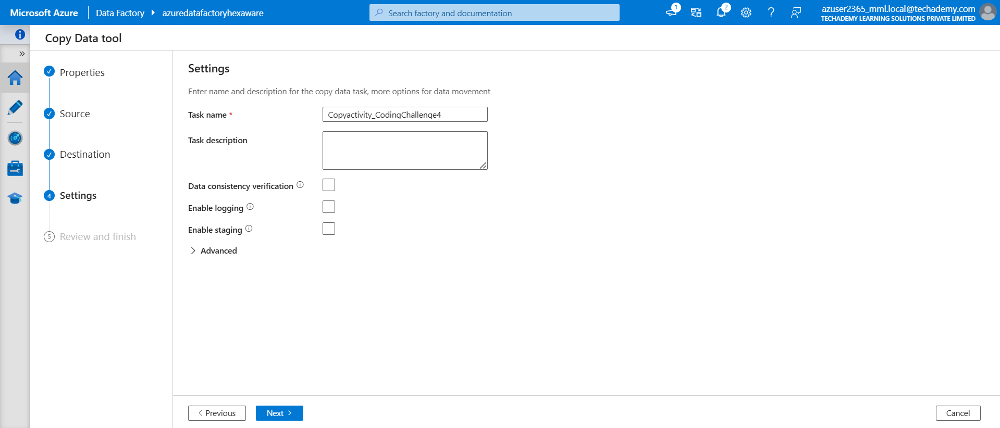 Microsoft Azure
Data Factory
azuredatafactoryhexaware
Search factory and documentation
1
2
azuser2365_mml.local@techademy.com
TECHADEMY LEARNING SOLUTIONS PRIVATE LIMITED
Copy Data tool
Properties
Source
Destination
4 Settings
5 Review and finish
Settings
Enter name and description for the copy data task, more options for data movement
Task name *
Copyactivity_CodingChallenge4
Task description
Data consistency verification
Enable logging
Enable staging
Advanced
< Previous
Next >
Cancel